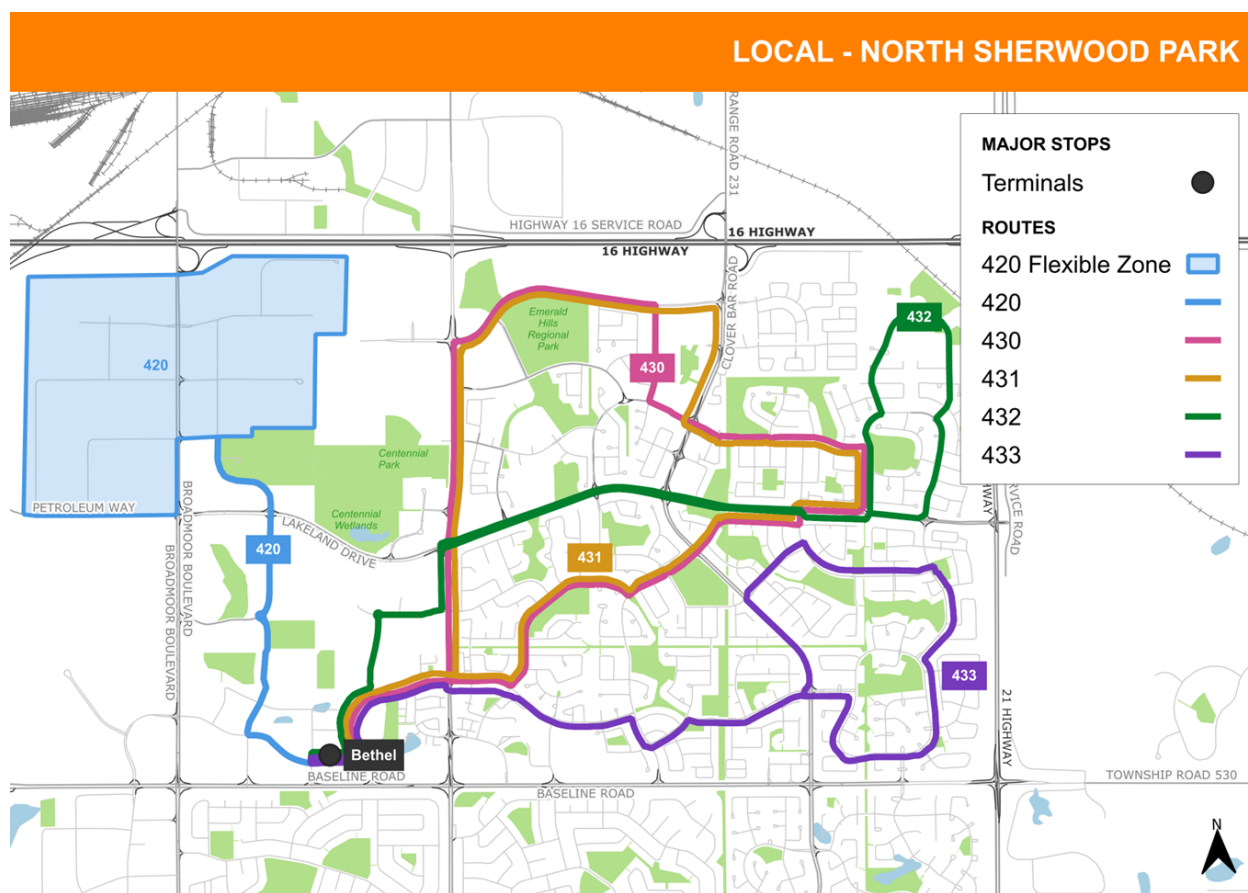 LOCAL - NORTH SHERWOOD PARK
RANGE ROAD 231
MAJOR STOPS
Terminals
ROUTES
420 Flexible Zone
420
430
431
432
433
HIGHWAY 16 SERVICE ROAD
16 HIGHWAY
16 HIGHWAY
CLOVER BAR ROAD
Emerald
Hills
Regional
Park
432
420
430
Centennial
Park
PETROLEUM WAY
BROADMOOR BOULEVARD
Centennial
Wetlands
LAKELAND DRIVE
420
431
BROADMOOR BOULEVARD
433
21 HIGHWAY
Bethel
BASELINE ROAD
BASELINE ROAD
TOWNSHIP ROAD 530
N